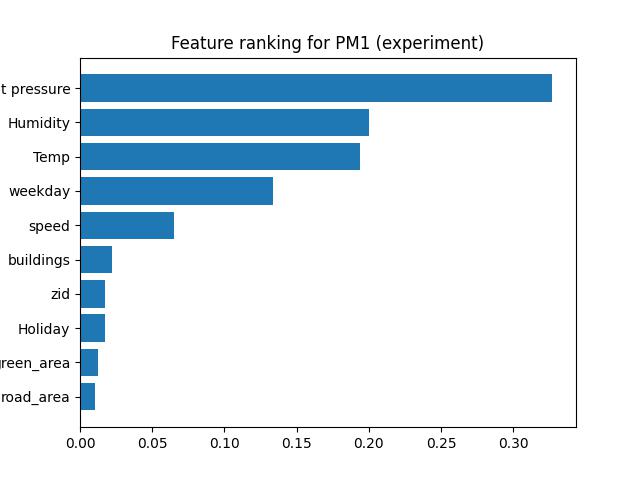 Feature ranking for PM1 (experiment)
t pressure
Humidity
Temp
weekday
speed
buildings
zid
Holiday
green_area
road_area
0.00 0.05 0.10 0.15 0.20 0.25 0.30